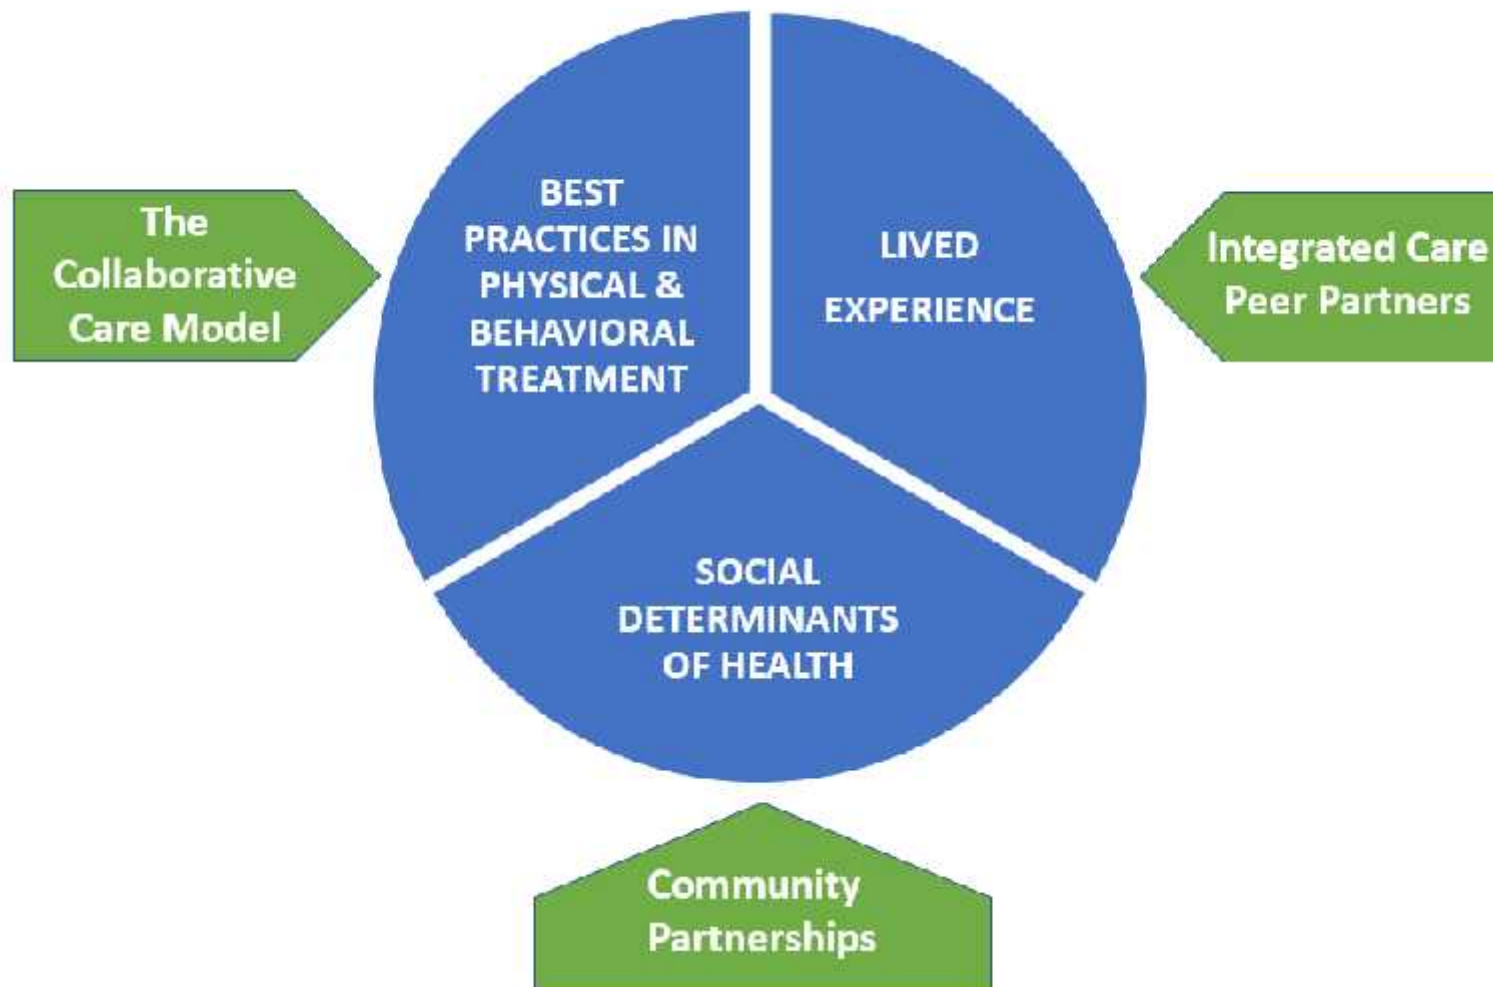 BEST
PRACTICES IN
PHYSICAL &
BEHAVIORAL
TREATMENT
LIVED
EXPERIENCE
The
Collaborative
Care Model
Integrated Care
Peer Partners
SOCIAL
DETERMINANTS
OF HEALTH
Community
Partnerships